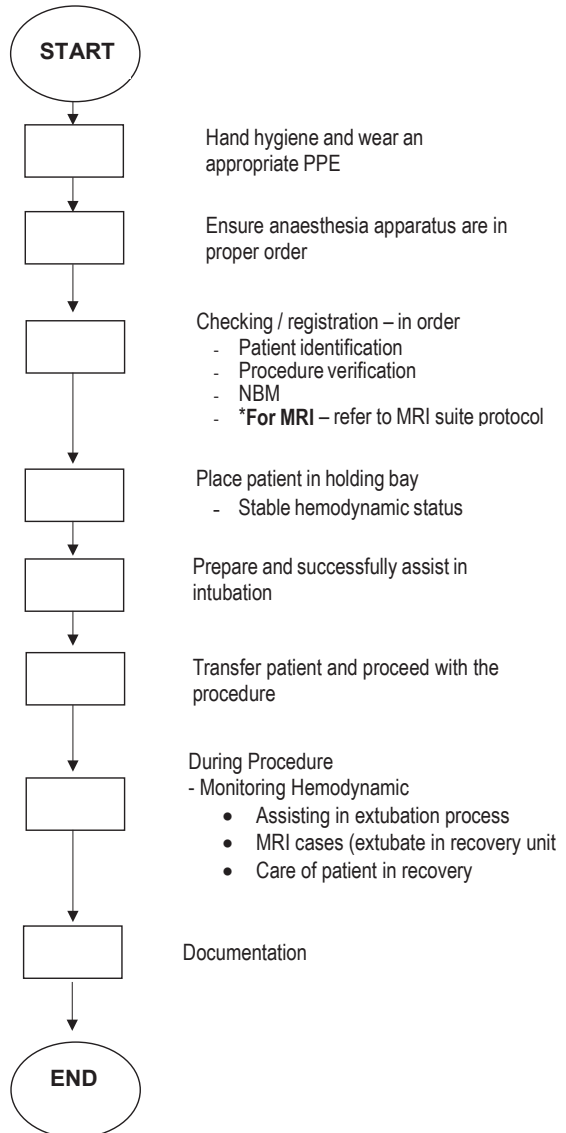 START
Hand hygiene and wear an
appropriate PPE
Ensure anaesthesia apparatus are in
proper order
Checking / registration – in order
- Patient identification
- Procedure verification
- NBM
- *For MRI – refer to MRI suite protocol
Place patient in holding bay
- Stable hemodynamic status
Prepare and successfully assist in
intubation
Transfer patient and proceed with the
procedure
During Procedure
- Monitoring Hemodynamic
• Assisting in extubation process
• MRI cases (extubate in recovery unit
• Care of patient in recovery
Documentation
END